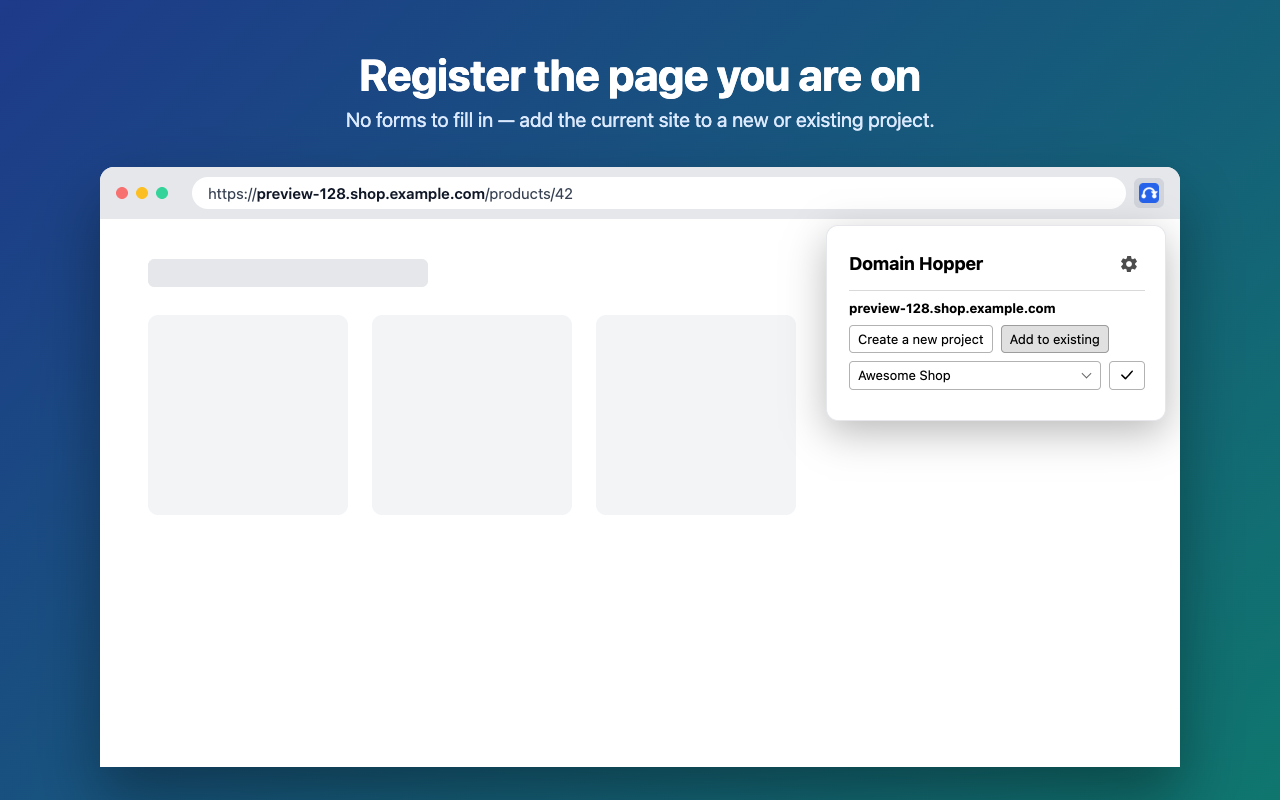 Register the page you are on
No forms to fill in — add the current site to a new or existing project.
https://preview-128.shop.example.com/products/42
Domain Hopper
preview-128.shop.example.com
Create a new project Add to existing
Awesome Shop